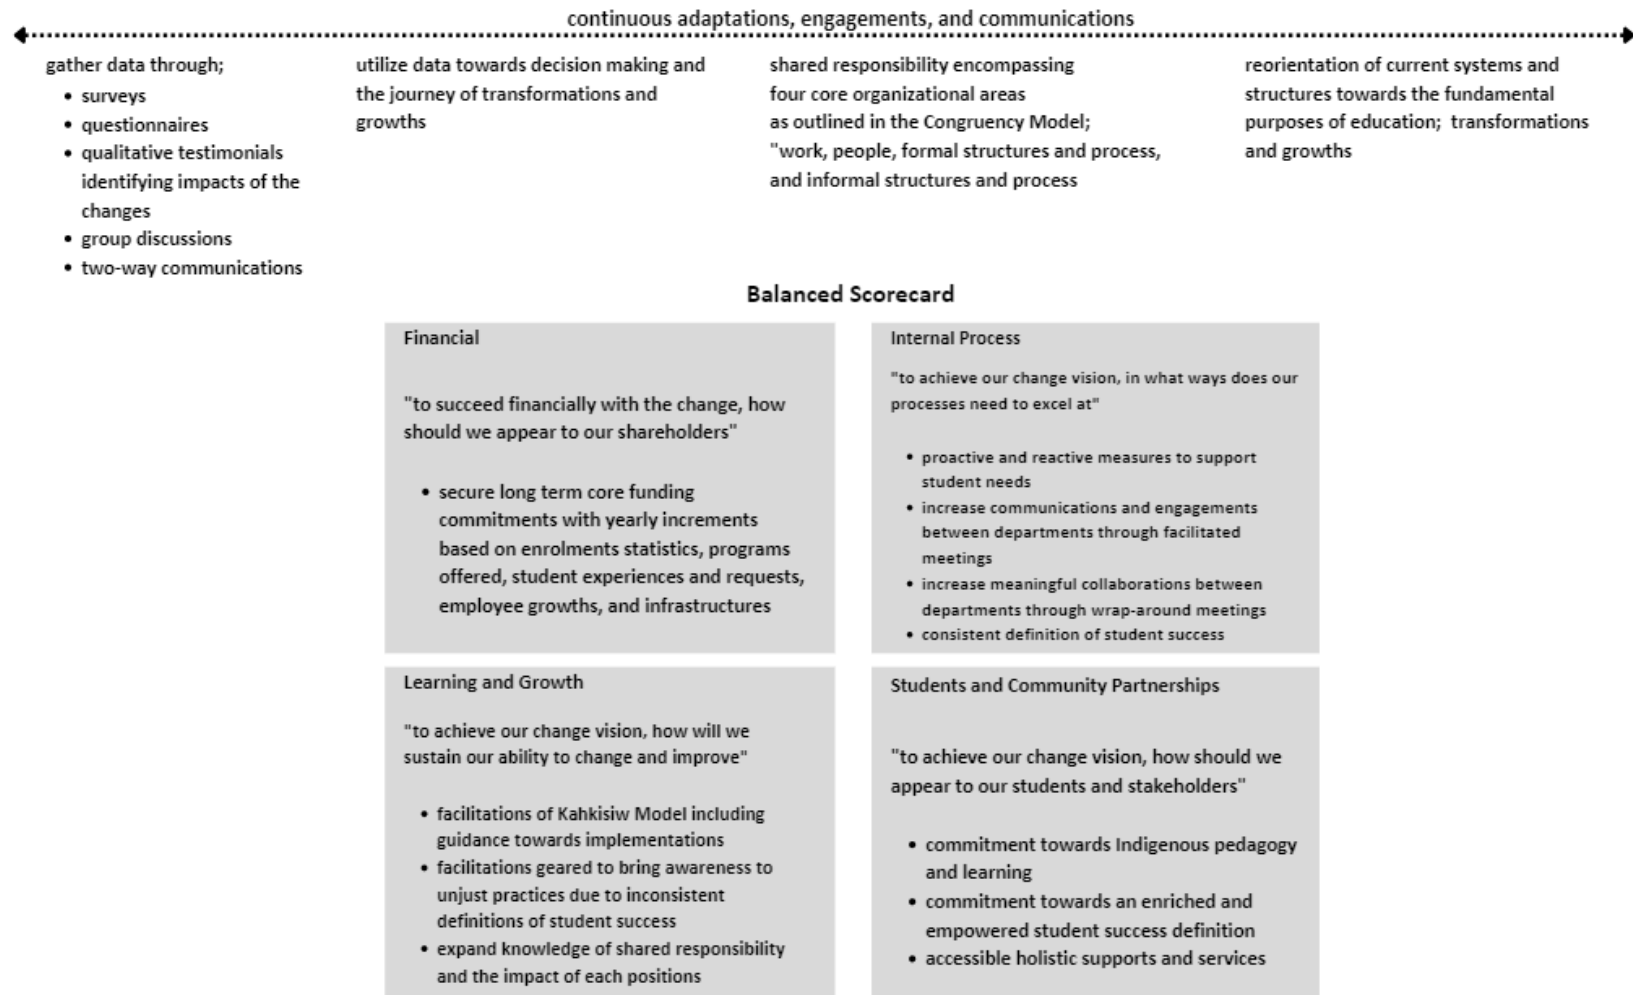 continuous adaptations, engagements, and communications
gather data through;
• surveys
• questionnaires
• qualitative testimonials
identifying impacts of the
changes
• group discussions
• two-way communications
utilize data towards decision making and
the journey of transformations and
growths
shared responsibility encompassing
four core organizational areas
as outlined in the Congruency Model;
"work, people, formal structures and process,
and informal structures and process
reorientation of current systems and
structures towards the fundamental
purposes of education; transformations
and growths
Balanced Scorecard
Financial
"to succeed financially with the change, how
should we appear to our shareholders"
• secure long term core funding
commitments with yearly increments
based on enrolments statistics, programs
offered, student experiences and requests,
employee growths, and infrastructures
Internal Process
"to achieve our change vision, in what ways does our
processes need to excel at"
• proactive and reactive measures to support
student needs
• increase communications and engagements
between departments through facilitated
meetings
• increase meaningful collaborations between
departments through wrap-around meetings
• consistent definition of student success
Learning and Growth
"to achieve our change vision, how will we
sustain our ability to change and improve"
• facilitations of Kahkisiw Model including
guidance towards implementations
• facilitations geared to bring awareness to
unjust practices due to inconsistent
definitions of student success
• expand knowledge of shared responsibility
and the impact of each positions
Students and Community Partnerships
"to achieve our change vision, how should we
appear to our students and stakeholders"
• commitment towards Indigenous pedagogy
and learning
• commitment towards an enriched and
empowered student success definition
• accessible holistic supports and services